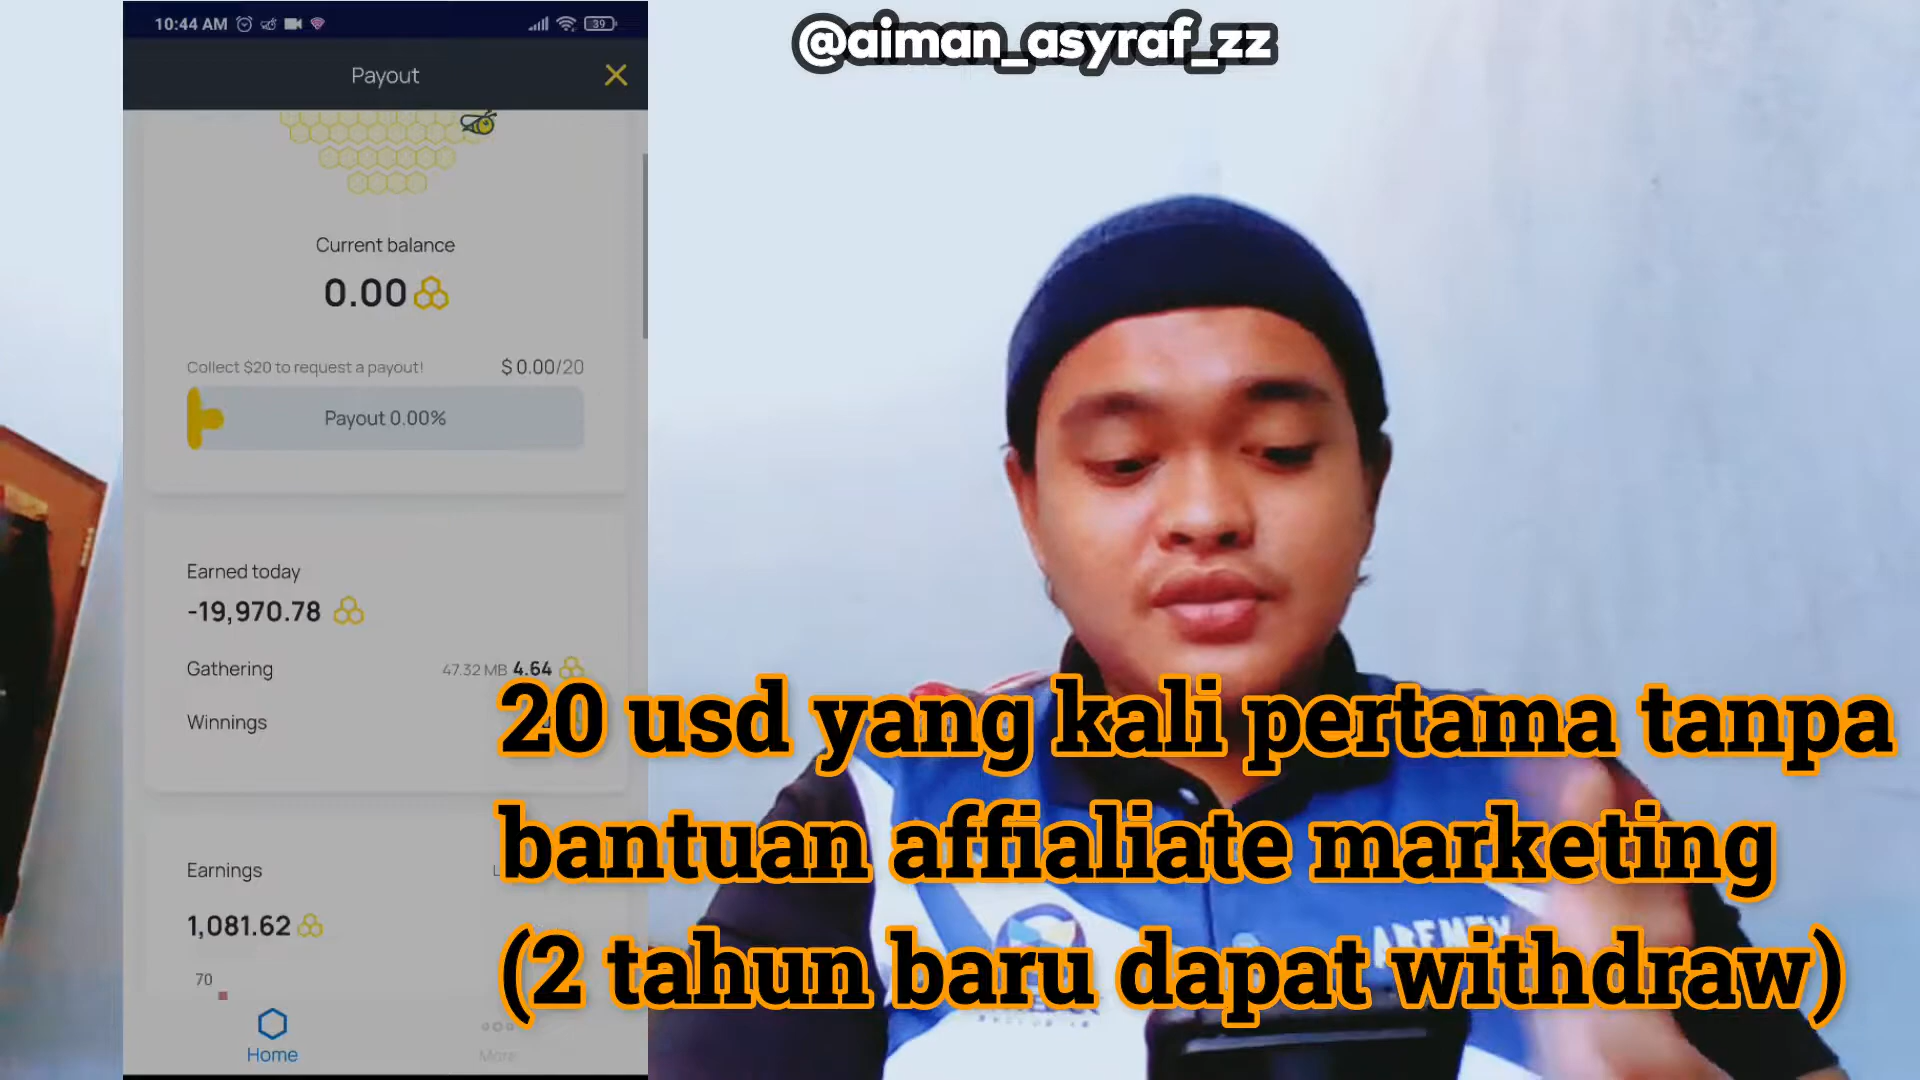 10:44 AM
39
@aiman_asyraf_zz
Payout
Current balance
0.00
Collect $20 to request a payout! $ 0.00/20
Payout 0.00%
Earned today
-19,970.78
Gathering 47.32 MB 4.64
Winnings
20 usd yang kali pertama tanpa
bantuan affialiate marketing
(2 tahun baru dapat withdraw)
Earnings
1,081.62
70
Home
More